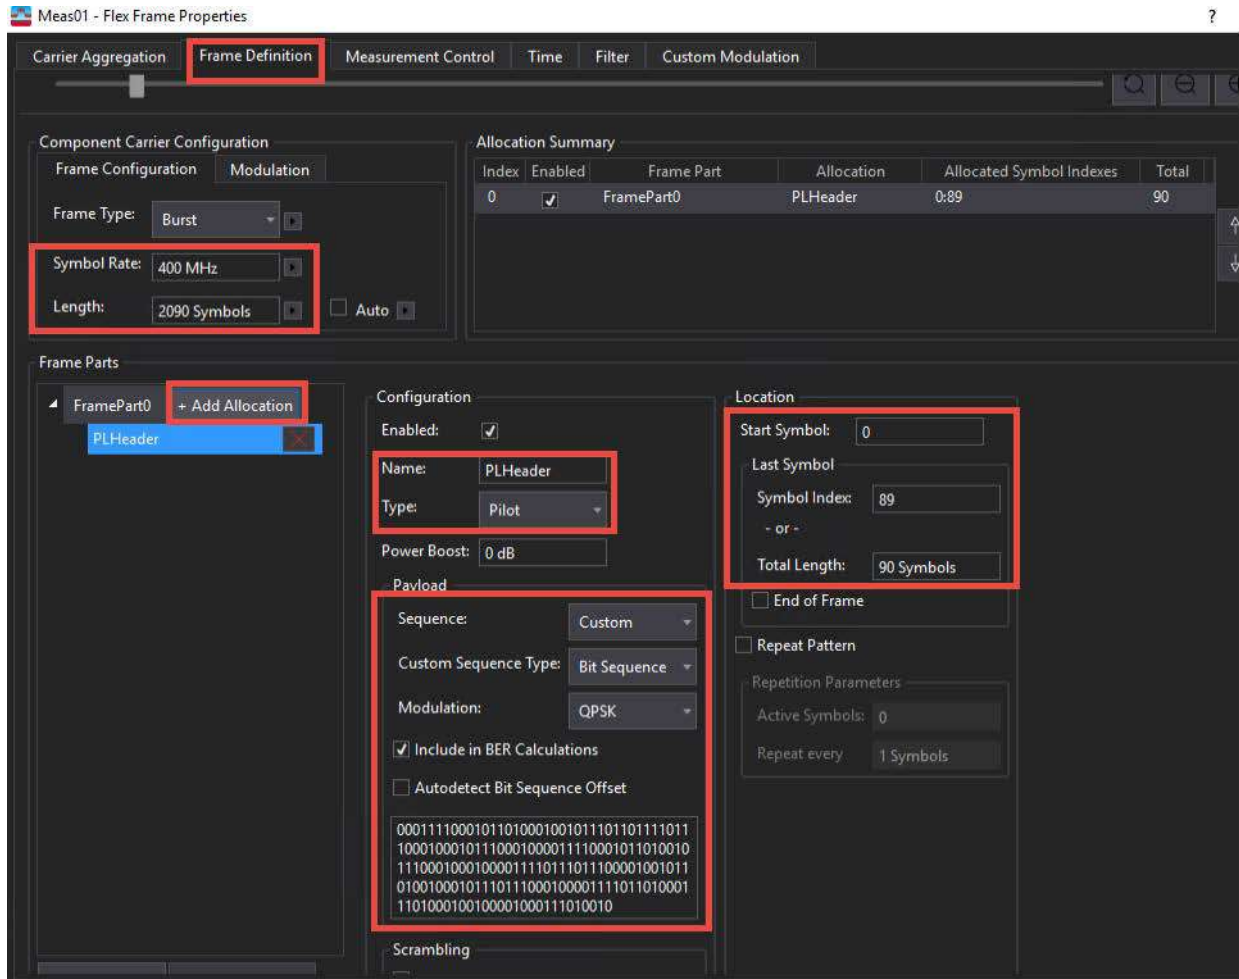 Meas01 - Flex Frame Properties ?
Carrier Aggregation Frame Definition Measurement Control Time Filter Custom Modulation
Component Carrier Configuration
Frame Configuration Modulation
Frame Type: Burst
Symbol Rate: 400 MHz
Length: 2090 Symbols Auto
Allocation Summary
Index Enabled Frame Part Allocation Allocated Symbol Indexes Total
0 FramePart0 PLHeader 0:89 90
Frame Parts
FramePart0 + Add Allocation
PLHeader
Configuration
Enabled:
Name: PLHeader
Type: Pilot
Power Boost: 0 dB
Payload
Sequence: Custom
Custom Sequence Type: Bit Sequence
Modulation: QPSK
Include in BER Calculations
Autodetect Bit Sequence Offset
0001111000101101000100101110110111011
10001000101110001000011110001011010010
1110001000100001111011101110000100101​1
0100100010111011100010000111101101000​1
1101000100100001000111010010
Scrambling
Location
Start Symbol: 0
Last Symbol
Symbol Index: 89
- or -
Total Length: 90 Symbols
End of Frame
Repeat Pattern
Repetition Parameters
Active Symbols: 0
Repeat every 1 Symbols